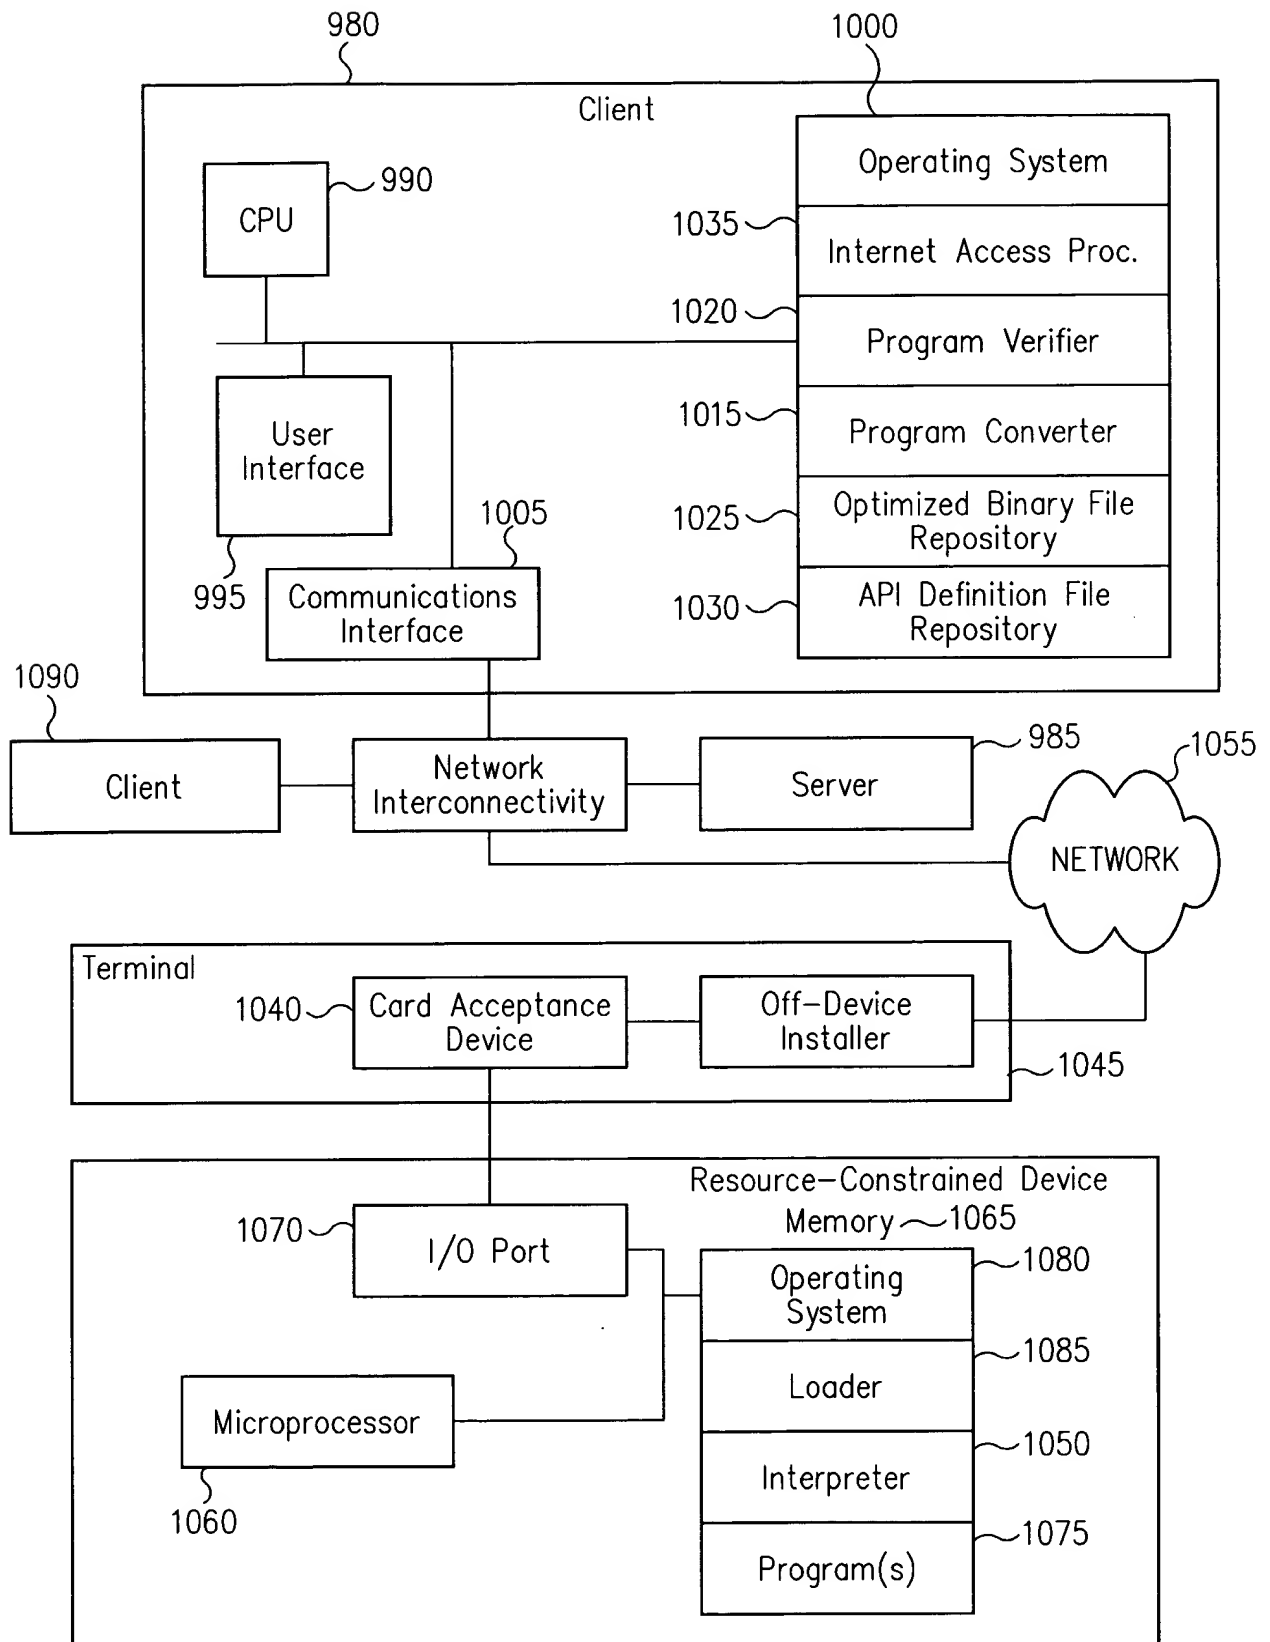 980
1000
Client
Operating System
CPU
990
1035
Internet Access Proc.
1020
Program Verifier
User
Interface
1015
Program Converter
995
1005
Communications
Interface
1025
Optimized Binary File
Repository
1030
API Definition File
Repository
1090
Client
Network
Interconnectivity
Server
985
1055
NETWORK
Terminal
1040
Card Acceptance
Device
Off-Device
Installer
1045
Resource-Constrained Device
1070
I/O Port
Memory
1065
Operating
System
1080
Loader
1085
Microprocessor
1060
Interpreter
1050
Program(s)
1075